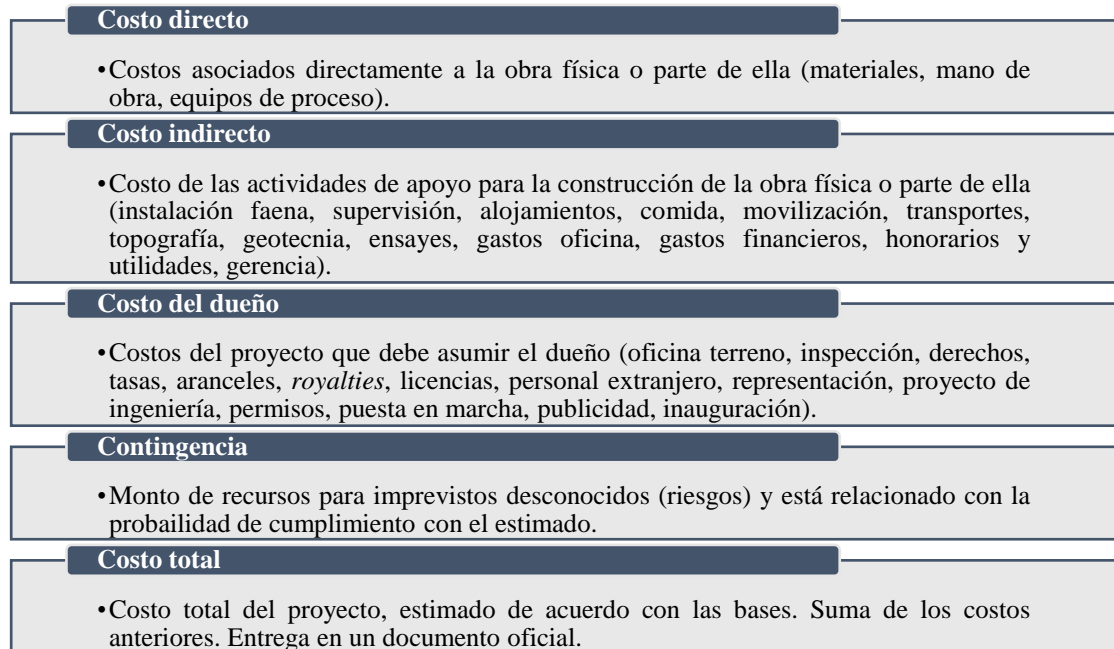 Costo directo
•Costos asociados directamente a la obra física o parte de ella (materiales, mano de
obra, equipos de proceso).
Costo indirecto
•Costo de las actividades de apoyo para la construcción de la obra física o parte de ella
(instalación faena, supervisión, alojamientos, comida, movilización, transportes,
topografía, geotecnia, ensayes, gastos oficina, gastos financieros, honorarios y
utilidades, gerencia).
Costo del dueño
•Costos del proyecto que debe asumir el dueño (oficina terreno, inspección, derechos,
tasas, aranceles, royalties, licencias, personal extranjero, representación, proyecto de
ingeniería, permisos, puesta en marcha, publicidad, inauguración).
Contingencia
•Monto de recursos para imprevistos desconocidos (riesgos) y está relacionado con la
probailidad de cumplimiento con el estimado.
Costo total
•Costo total del proyecto, estimado de acuerdo con las bases. Suma de los costos
anteriores. Entrega en un documento oficial.